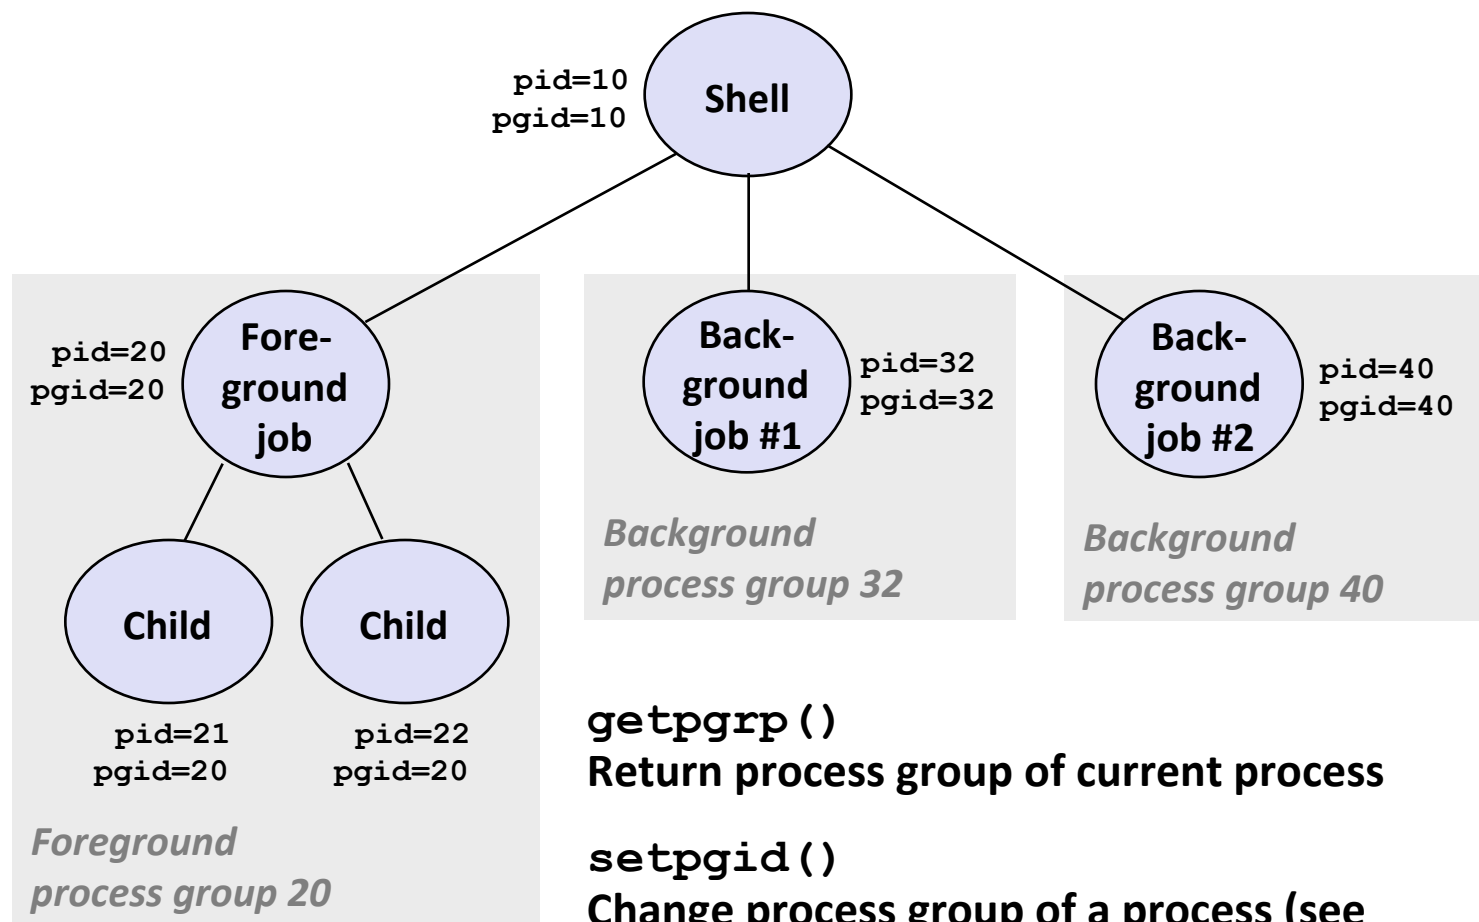 pid=10
pgid=10
Shell
pid=20
pgid=20
Fore-
ground
job
Back-
ground
job #1
pid=32
pgid=32
Back-
ground
job #2
pid=40
pgid=40
Background
process group 32
Background
process group 40
Child
Child
pid=21
pgid=20
pid=22
pgid=20
Foreground
process group 20
getpgrp()
Return process group of current process
setpgid()
Change process group of a process (see